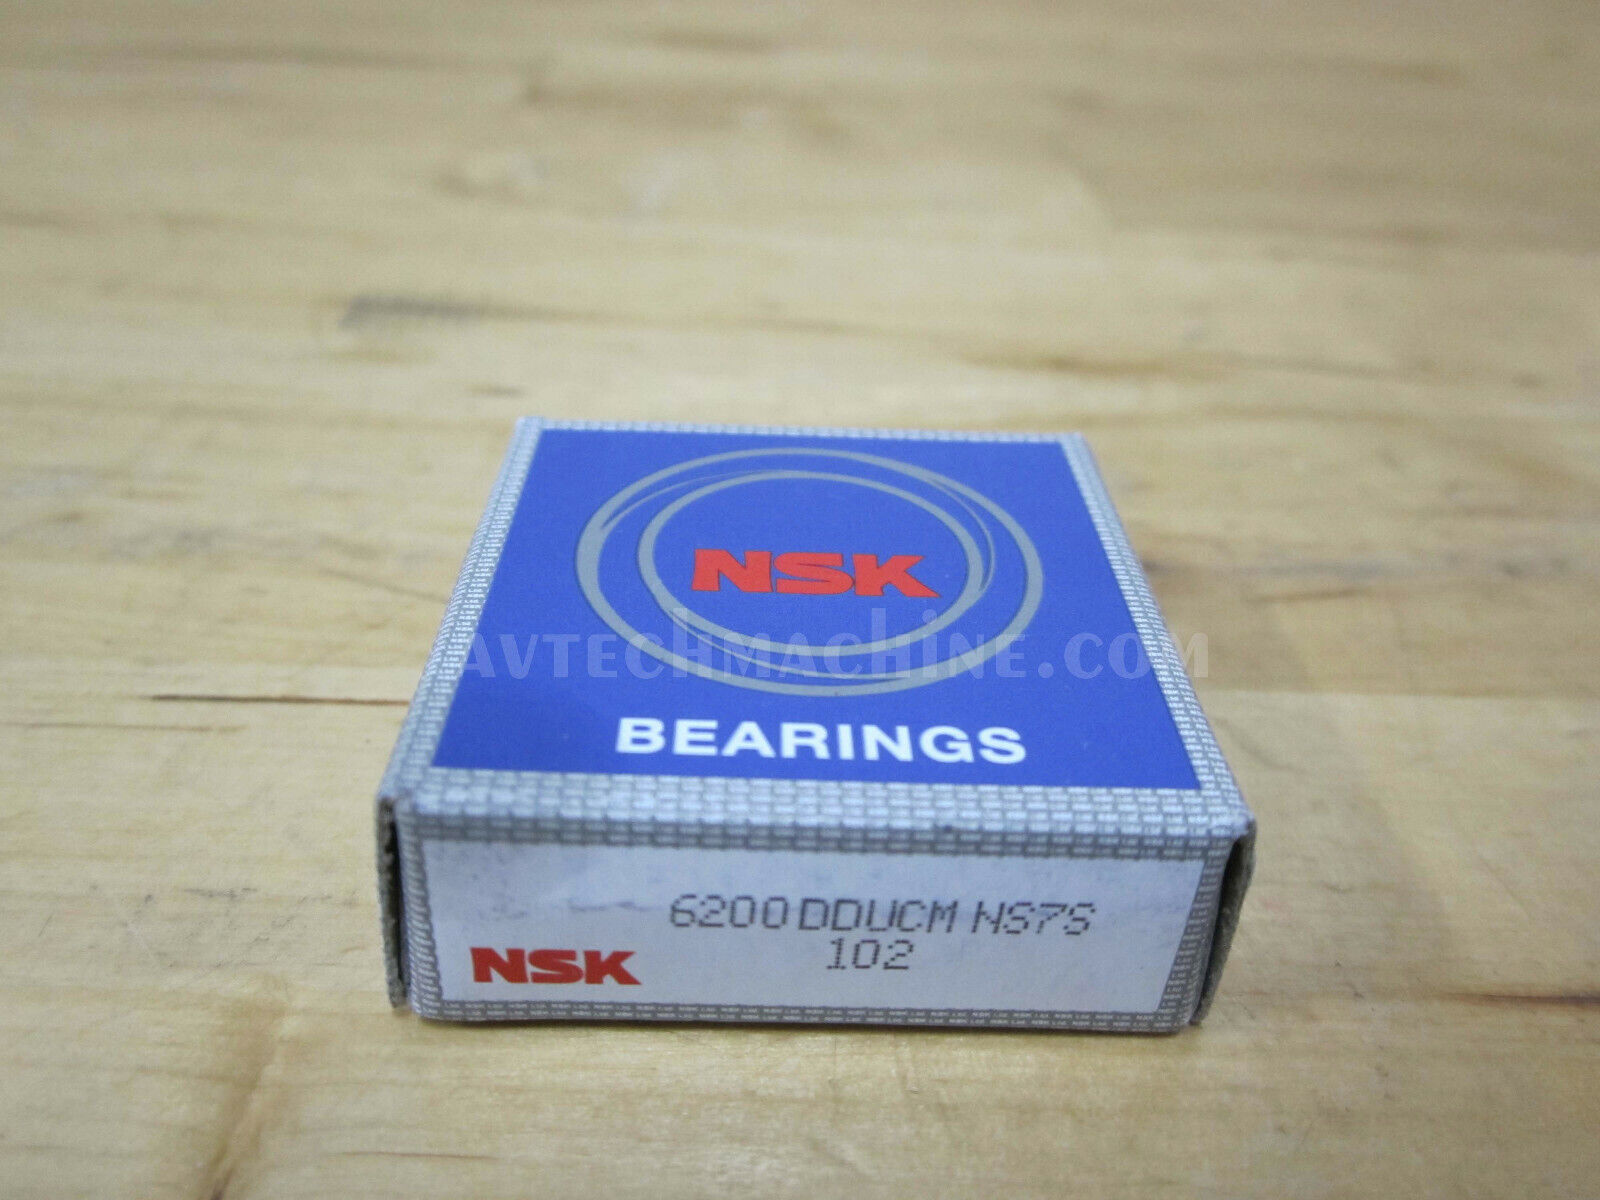 NSK
AVTECHMACHINE.COM
BEARINGS
6200DDUCM NS7S
102
NSK